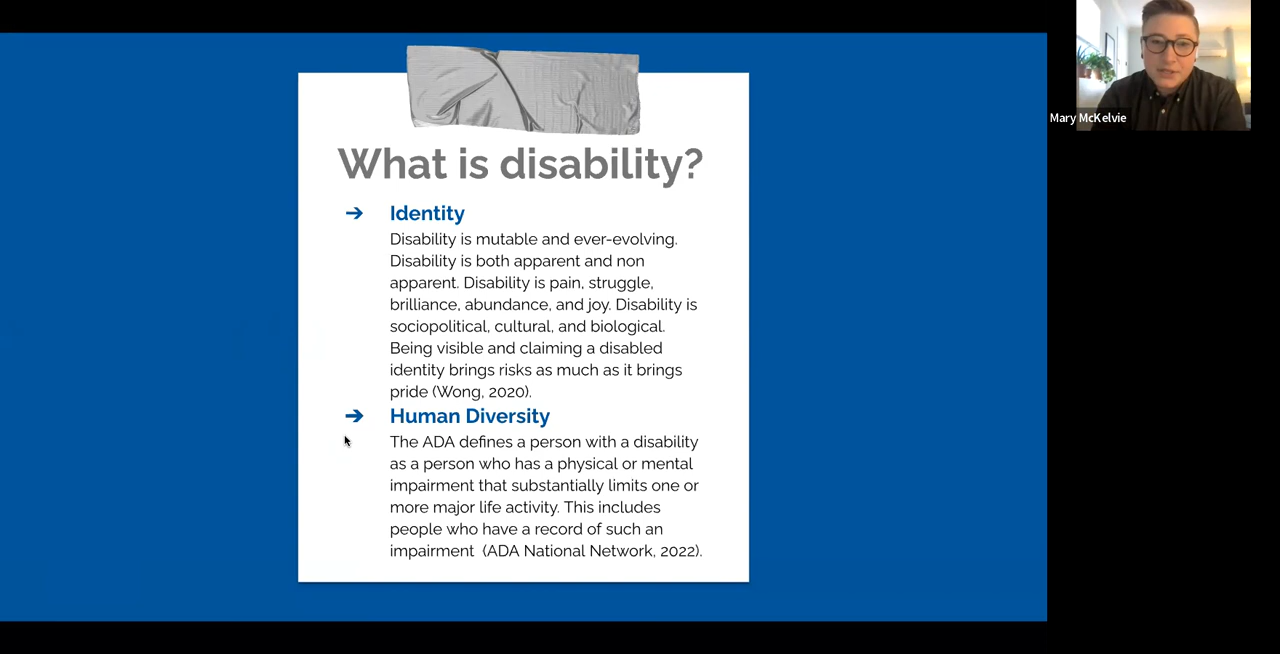 What is disability?
➔ Identity
Disability is mutable and ever-evolving.
Disability is both apparent and non
apparent. Disability is pain, struggle,
brilliance, abundance, and joy. Disability is
sociopolitical, cultural, and biological.
Being visible and claiming a disabled
identity brings risks as much as it brings
pride (Wong, 2020).
➔ Human Diversity
The ADA defines a person with a disability
as a person who has a physical or mental
impairment that substantially limits one or
more major life activity. This includes
people who have a record of such an
impairment  (ADA National Network, 2022).
Mary McKelvie